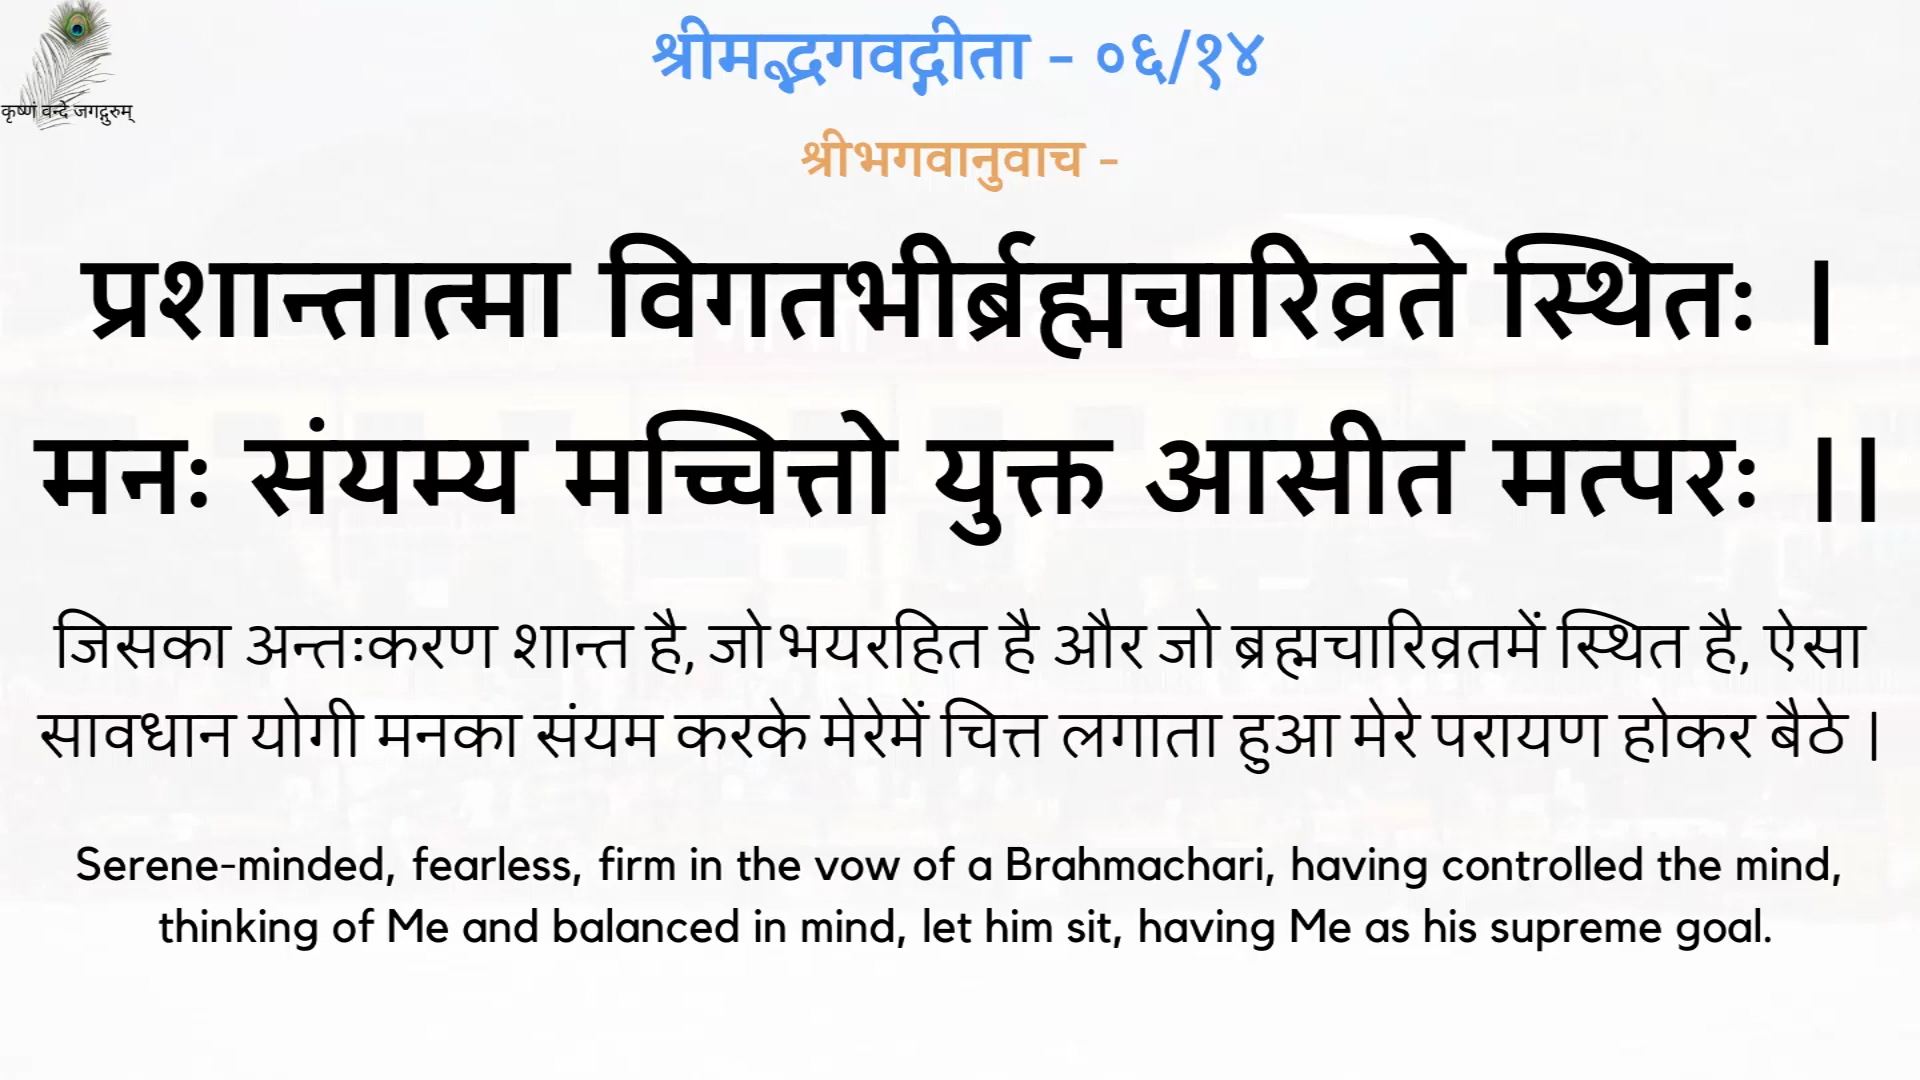 श्रीमद्भगवद्गीता - ०६/१४
कृष्णं वन्दे जगद्गुरुम्
श्रीभगवानुवाच -
प्रशान्तात्मा विगतभीर्ब्रह्मचारिव्रते स्थितः |
मनः संयम्य मच्चित्तो युक्त आसीत मत्परः ||
जिसका अन्तःकरण शान्त है, जो भयरहित है और जो ब्रह्मचारिव्रतमें स्थित है, ऐसा
सावधान योगी मनका संयम करके मेरेमें चित्त लगाता हुआ मेरे परायण होकर बैठे |
Serene-minded, fearless, firm in the vow of a Brahmachari, having controlled the mind,
thinking of Me and balanced in mind, let him sit, having Me as his supreme goal.